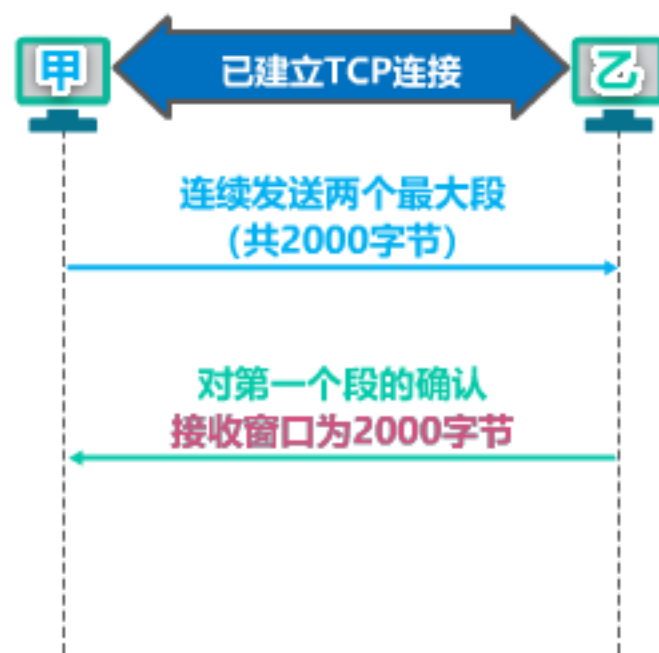 甲
已建立TCP连接
乙
连续发送两个最大段
(共2000字节)
对第一个段的确认
接收窗口为2000字节